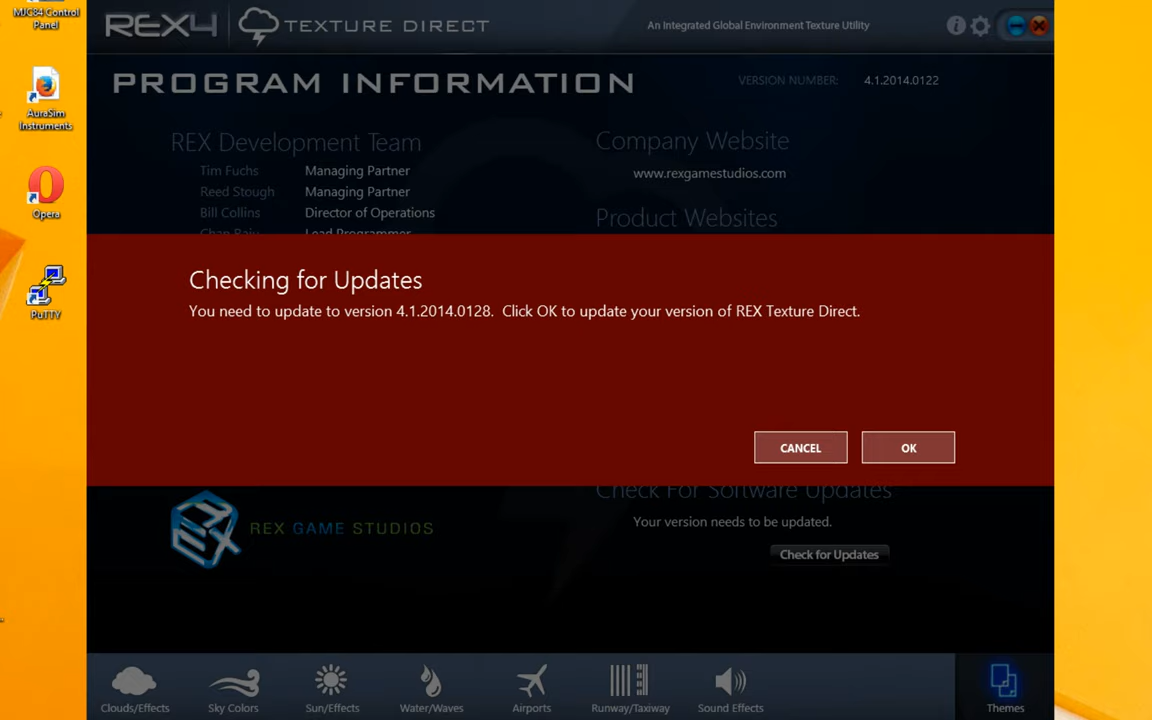 MJC84 Control
Panel
AuraSim
Instruments
Opera
PuTTY
REX4 TEXTURE DIRECT
An Integrated Global Environment Texture Utility
PROGRAM INFORMATION
VERSION NUMBER: 4.1.2014.0122
REX Development Team
Tim Fuchs Managing Partner
Reed Stough Managing Partner
Bill Collins Director of Operations
Lead Programmer
Company Website
www.rexgamestudios.com
Product Websites
Checking for Updates
You need to update to version 4.1.2014.0128. Click OK to update your version of REX Texture Direct.
CANCEL
OK
REX GAME STUDIOS
Check For Software Updates
Your version needs to be updated.
Check for Updates
Clouds/Effects
Sky Colors
Sun/Effects
Water/Waves
Airports
Runway/Taxiway
Sound Effects
Themes